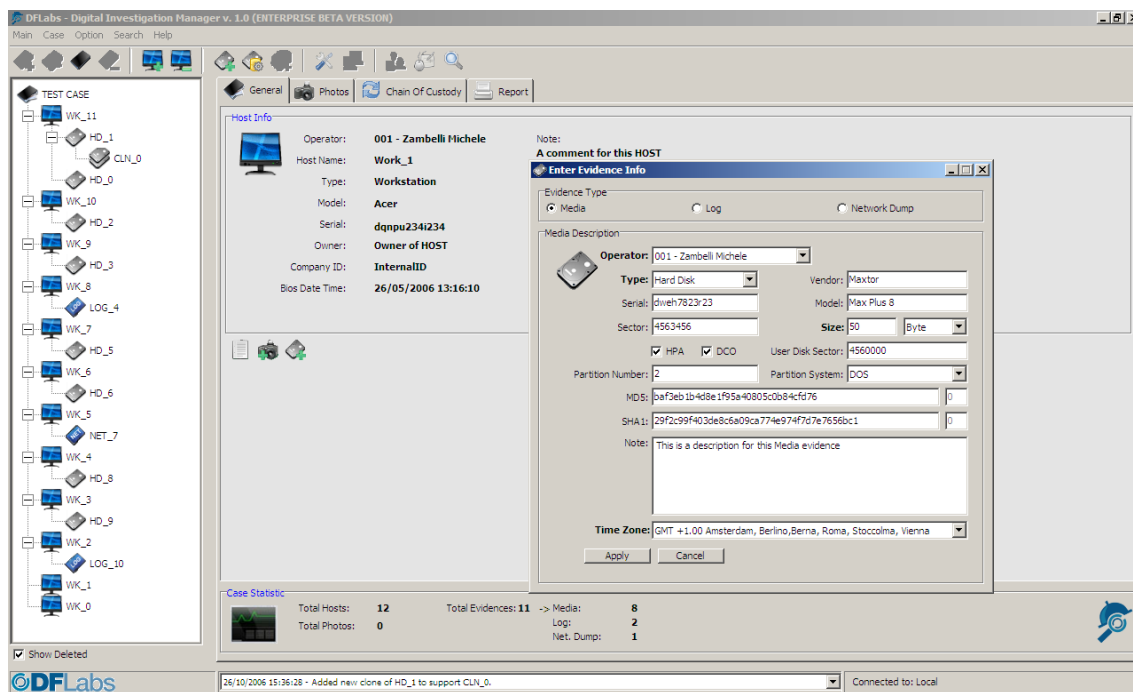 DFLabs - Digital Investigation Manager v. 1.0 (ENTERPRISE BETA VERSION)
Main Case Option Search Help
TEST CASE
WK_11
HD_1
CLN_0
HD_0
WK_10
HD_2
WK_9
HD_3
WK_8
LOG_4
WK_7
HD_5
WK_6
HD_6
WK_5
NET_7
WK_4
HD_8
WK_3
HD_9
WK_2
LOG_10
WK_1
WK_0
Show Deleted
General Photos Chain Of Custody Report
Host Info
Operator: 001 - Zambelli Michele
Host Name: Work_1
Type: Workstation
Model: Acer
Serial: dqnpu234i234
Owner: Owner of HOST
Company ID: InternalID
Bios Date Time: 26/05/2006 13:16:10
Note:
A comment for this HOST
Enter Evidence Info
Evidence Type
Media Log Network Dump
Media Description
Operator: 001 - Zambelli Michele
Type: Hard Disk Vendor: Maxtor
Serial: dweh7823r23 Model: Max Plus 8
Sector: 4563456 Size: 50 Byte
HPA DCO User Disk Sector: 4560000
Partition Number: 2 Partition System: DOS
MD5: baf3eb1b4d8e1f95a40805c0b84cfd76 0
SHA1: 29f2c99f403de8c6a09ca774e974f7d7e7656bc1 0
Note: This is a description for this Media evidence
Time Zone: GMT +1.00 Amsterdam, Berlino,Berna, Roma, Stoccolma, Vienna
Apply Cancel
Case Statistic
Total Hosts: 12 Total Evidences: 11 -> Media: 8
Total Photos: 0 Log: 2
Net. Dump: 1
DFLabs
26/10/2006 15:36:28 - Added new clone of HD_1 to support CLN_0.
Connected to: Local